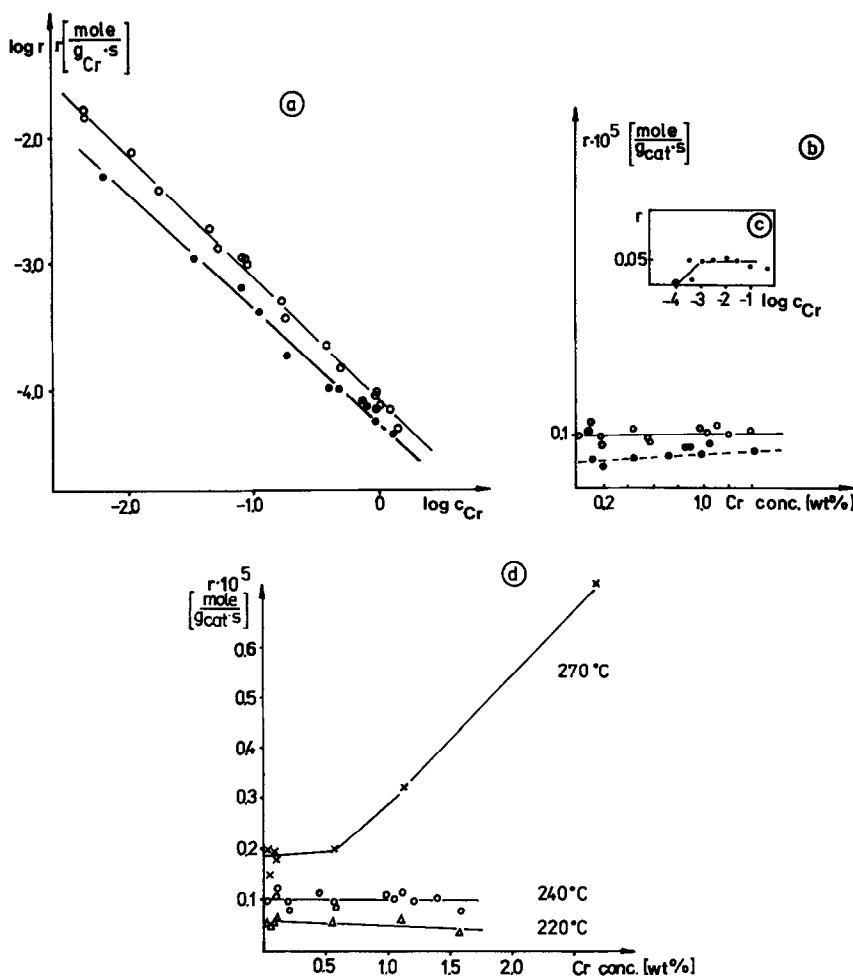 log r r [mole / g_Cr·s]
a
-2.0
-3.0
-4.0
-2.0 -1.0 0 log c_Cr
b
r·10^5 [mole / gcat·s]
c
r
0.05
-4 -3 -2 -1 log c_Cr
0.1
0.2 1.0 Cr conc. [wt%]
d
r·10^5
[mole / gcat·s]
0.6
0.5
0.4
0.3
0.2
0.1
270 °C
240°C
220°C
0.5 1.0 1.5 2.0 Cr conc. [wt%]